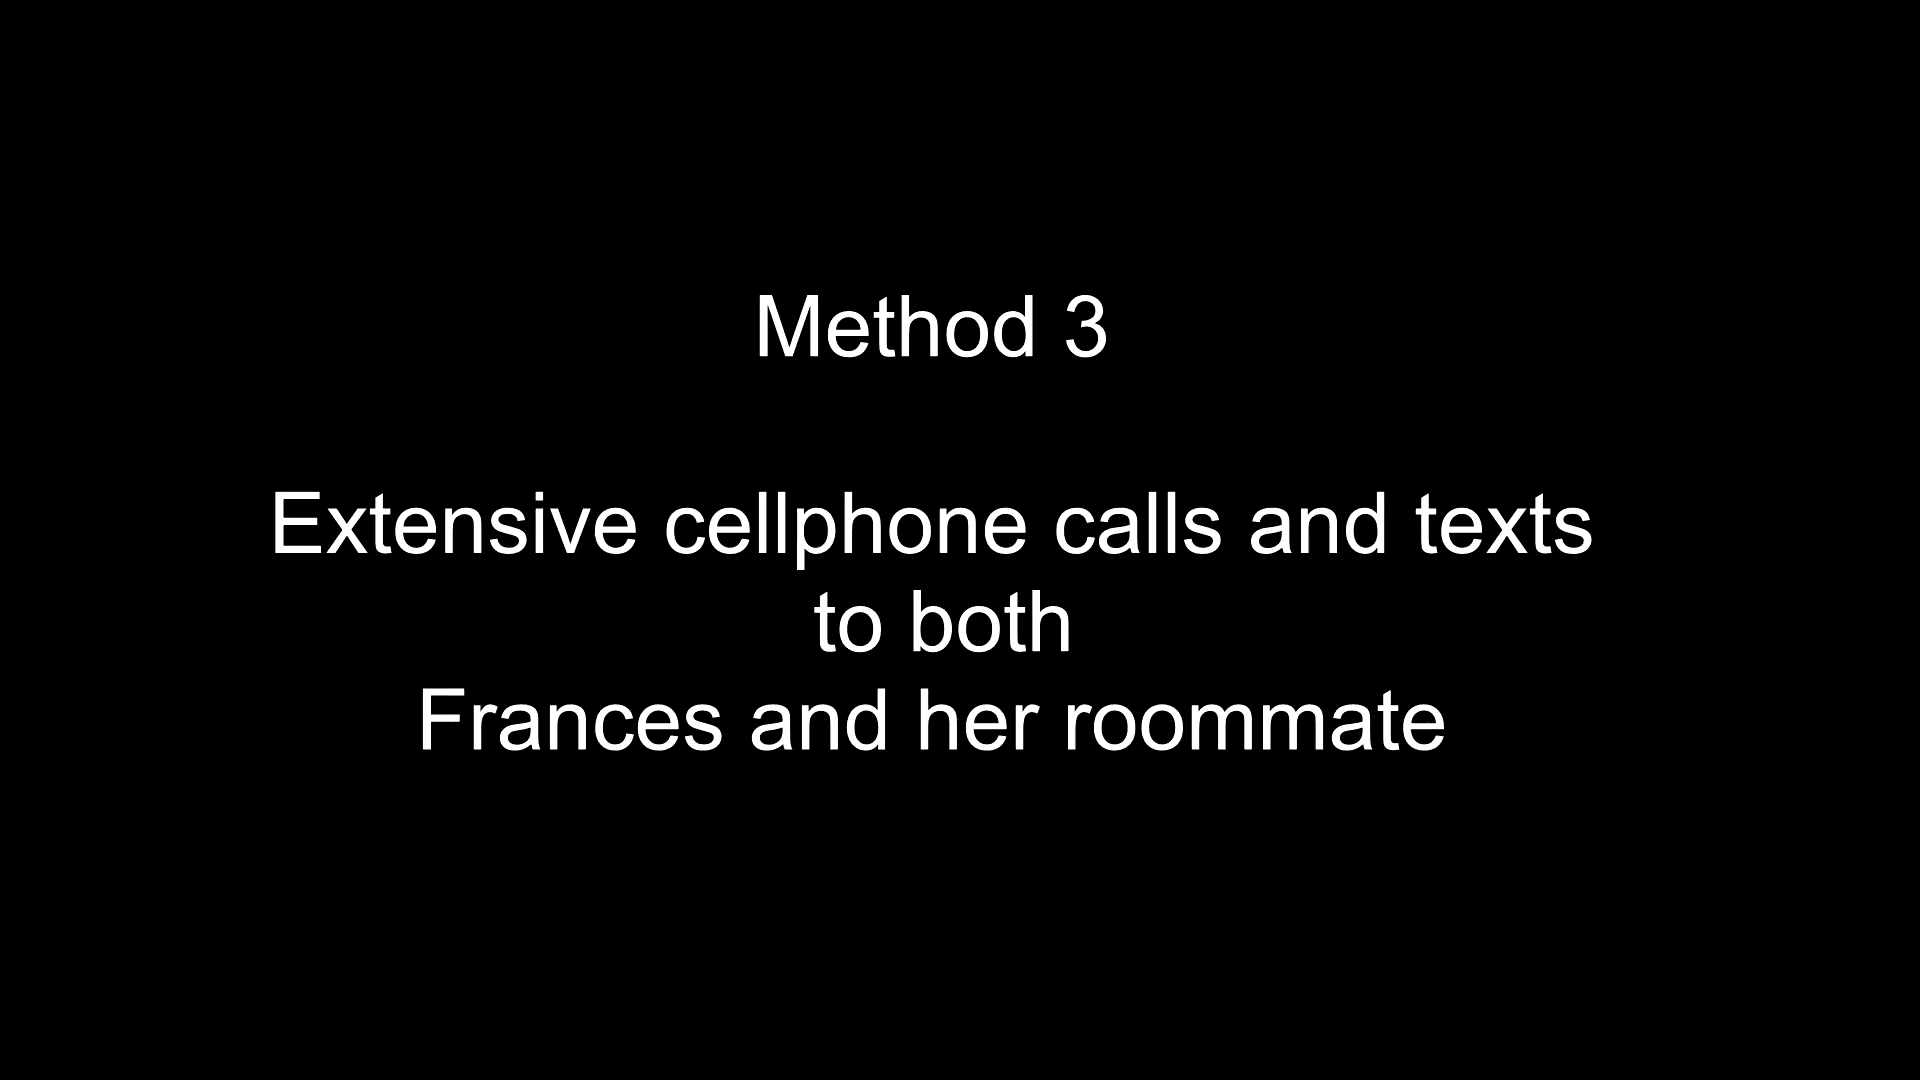 Method 3
Extensive cellphone calls and texts
to both
Frances and her roommate